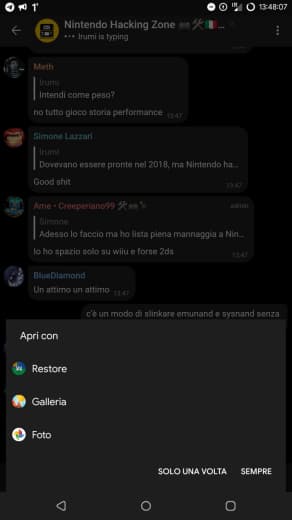 13:48:07
Nintendo Hacking Zone
Irumi is typing
Meth
Irumi
Intendi come peso?
no tutto gioco storia performance
13:47
Simone Lazzari
Irumi
Dovevano essere pronte nel 2018, ma Nintendo ha...
Good shit
13:47
Ame • Creeperiano99
admin
Simone
Adesso lo faccio ma ho lista piena mannaggia a Nin...
Io ho spazio solo su wiiu e forse 2ds
13:47
BlueDiamond
Un attimo un attimo
13:47
c'è un modo di slinkare emunand e sysnand senza
Apri con
Restore
Galleria
Foto
SOLO UNA VOLTA
SEMPRE